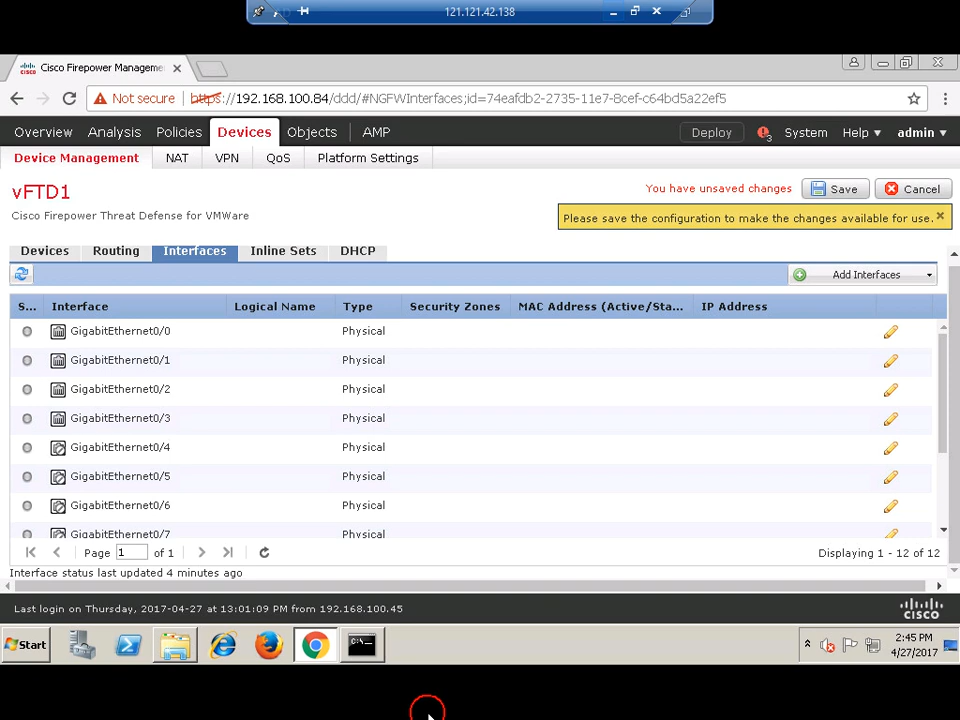 121.121.42.138
Cisco Firepower Manageme
Not secure https://192.168.100.84/ddd/#NGFWInterfaces;id=74eafdb2-2735-11e7-8cef-c64bd5a22ef5
Overview Analysis Policies Devices Objects AMP Deploy 3 System Help admin
Device Management NAT VPN QoS Platform Settings
vFTD1
You have unsaved changes Save Cancel
Cisco Firepower Threat Defense for VMWare
Please save the configuration to make the changes available for use.
Devices Routing Interfaces Inline Sets DHCP
Add Interfaces
S... Interface Logical Name Type Security Zones MAC Address (Active/Sta... IP Address
GigabitEthernet0/0 Physical
GigabitEthernet0/1 Physical
GigabitEthernet0/2 Physical
GigabitEthernet0/3 Physical
GigabitEthernet0/4 Physical
GigabitEthernet0/5 Physical
GigabitEthernet0/6 Physical
GigabitEthernet0/7 Physical
Page 1 of 1 Displaying 1 - 12 of 12
Interface status last updated 4 minutes ago
Last login on Thursday, 2017-04-27 at 13:01:09 PM from 192.168.100.45
CISCO
Start
2:45 PM
4/27/2017